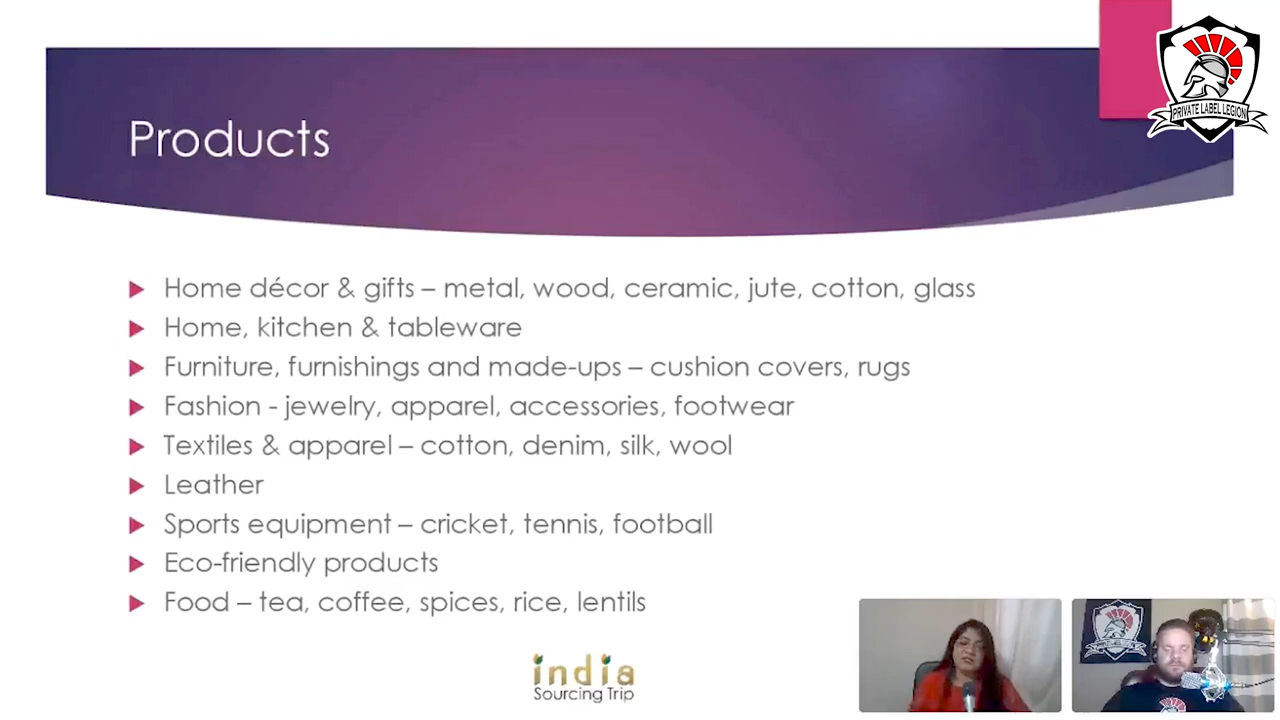 PRIVATE LABEL LEGION
Products
Home décor & gifts – metal, wood, ceramic, jute, cotton, glass
Home, kitchen & tableware
Furniture, furnishings and made-ups – cushion covers, rugs
Fashion - jewelry, apparel, accessories, footwear
Textiles & apparel – cotton, denim, silk, wool
Leather
Sports equipment – cricket, tennis, football
Eco-friendly products
Food – tea, coffee, spices, rice, lentils
india
Sourcing Trip